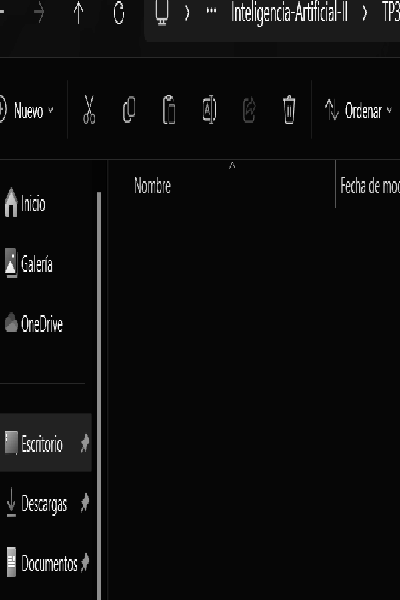 … Inteligencia-Artificial-II > TP3
Nuevo Ordenar
Nombre Fecha de mod
Inicio
Galería
OneDrive
Escritorio
Descargas
Documentos